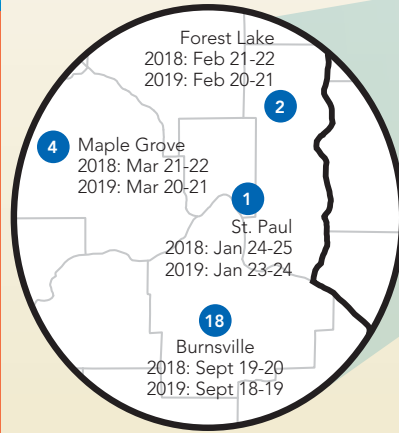 Forest Lake
2018: Feb 21-22
2019: Feb 20-21
2
4
Maple Grove
2018: Mar 21-22
2019: Mar 20-21
1
St. Paul
2018: Jan 24-25
2019: Jan 23-24
18
Burnsville
2018: Sept 19-20
2019: Sept 18-19